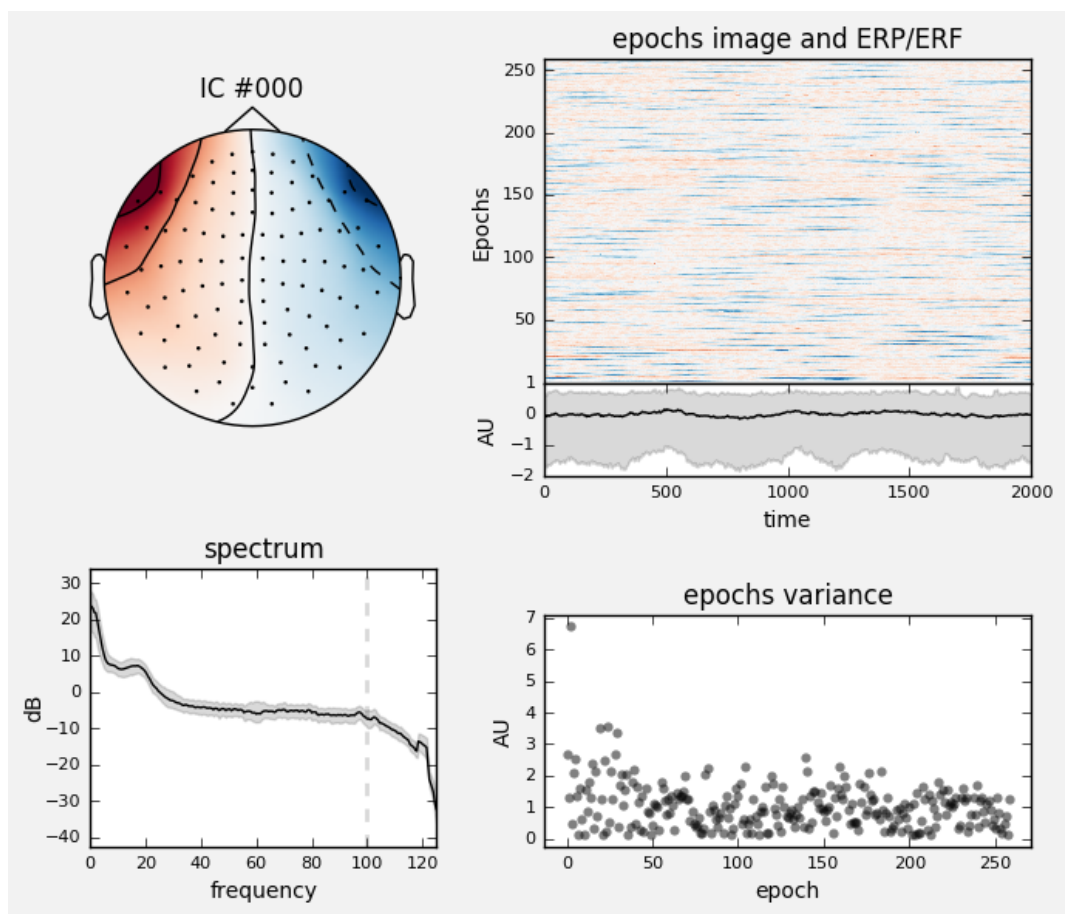 IC #000
epochs image and ERP/ERF
Epochs
250
200
150
100
50
1
AU
0
−1
−2
0 500 1000 1500 2000
time
spectrum
dB
30
20
10
0
−10
−20
−30
−40
0 20 40 60 80 100 120
frequency
epochs variance
AU
7
6
5
4
3
2
1
0
0 50 100 150 200 250
epoch